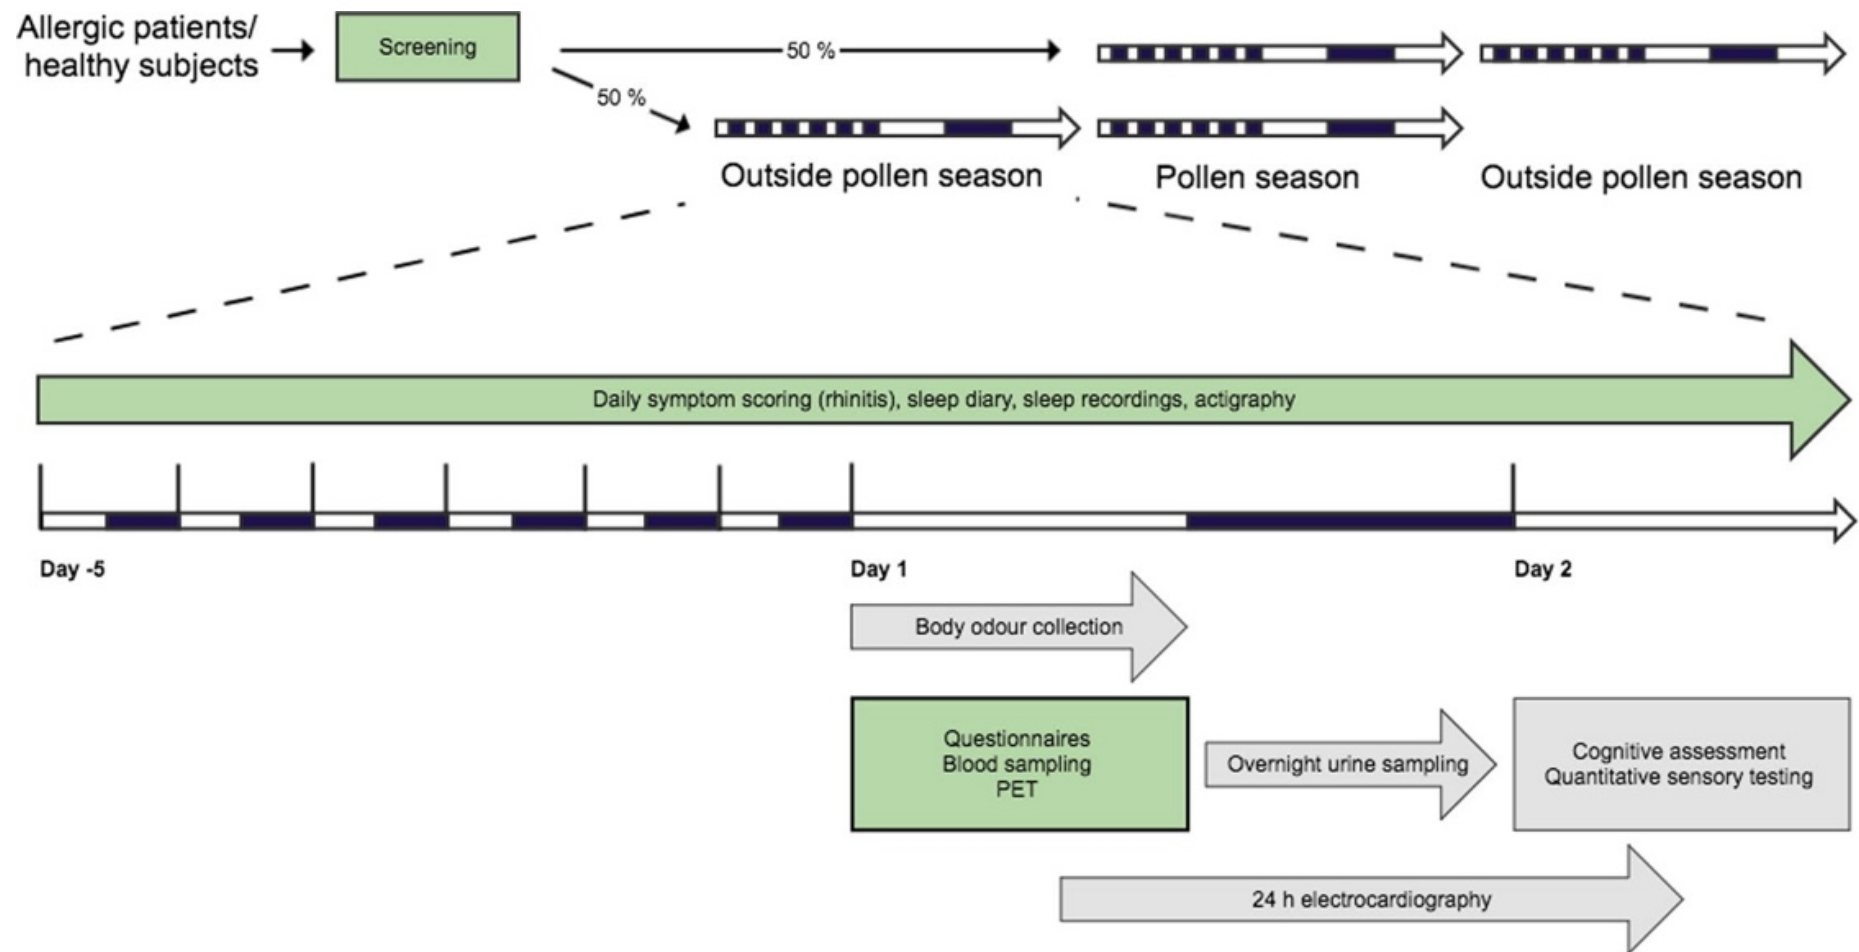 Allergic patients/
healthy subjects
Screening
50 %
50 %
Outside pollen season
Pollen season
Outside pollen season
Daily symptom scoring (rhinitis), sleep diary, sleep recordings, actigraphy
Day -5
Day 1
Day 2
Body odour collection
Questionnaires
Blood sampling
PET
Overnight urine sampling
Cognitive assessment
Quantitative sensory testing
24 h electrocardiography